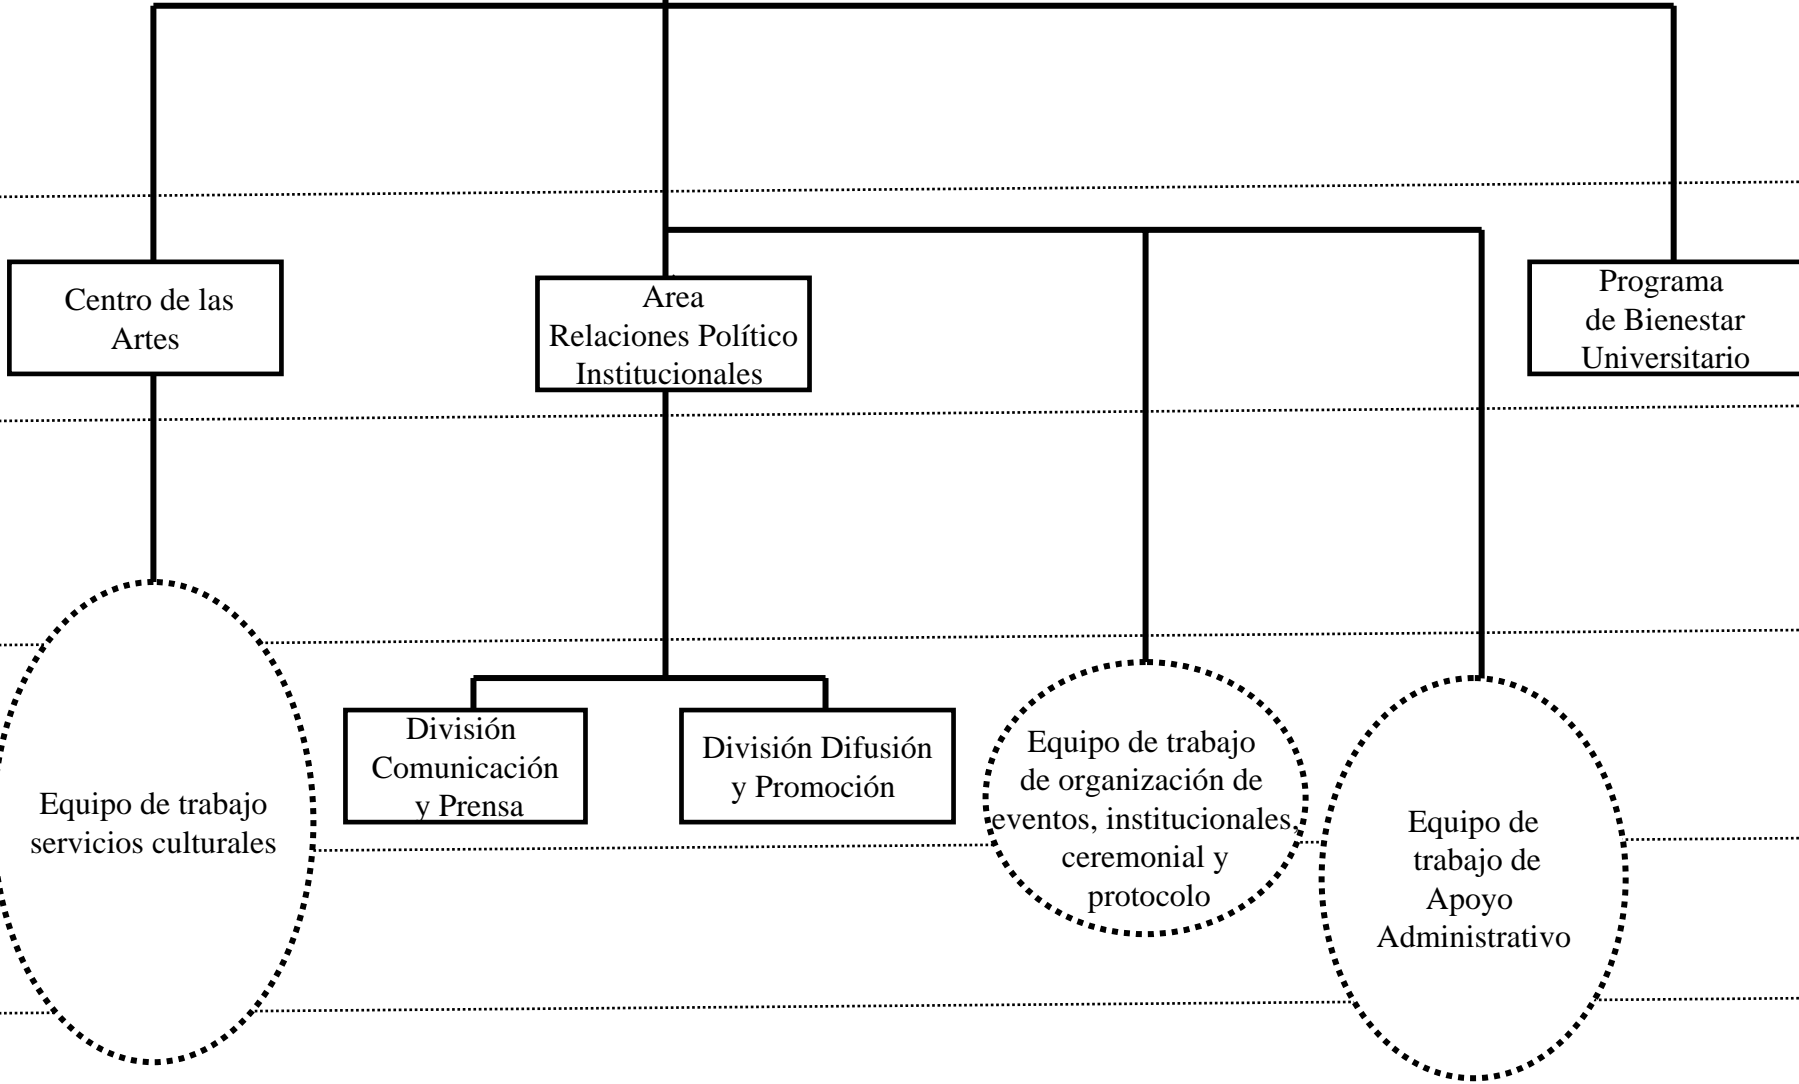 Centro de las
Artes
Área
Relaciones Político
Institucionales
Programa
de Bienestar
Universitario
División
Comunicación
y Prensa
División Difusión
y Promoción
Equipo de trabajo
de organización de
eventos, institucionales,
ceremonial y
protocolo
Equipo de trabajo
servicios culturales
Equipo de
trabajo de
Apoyo
Administrativo